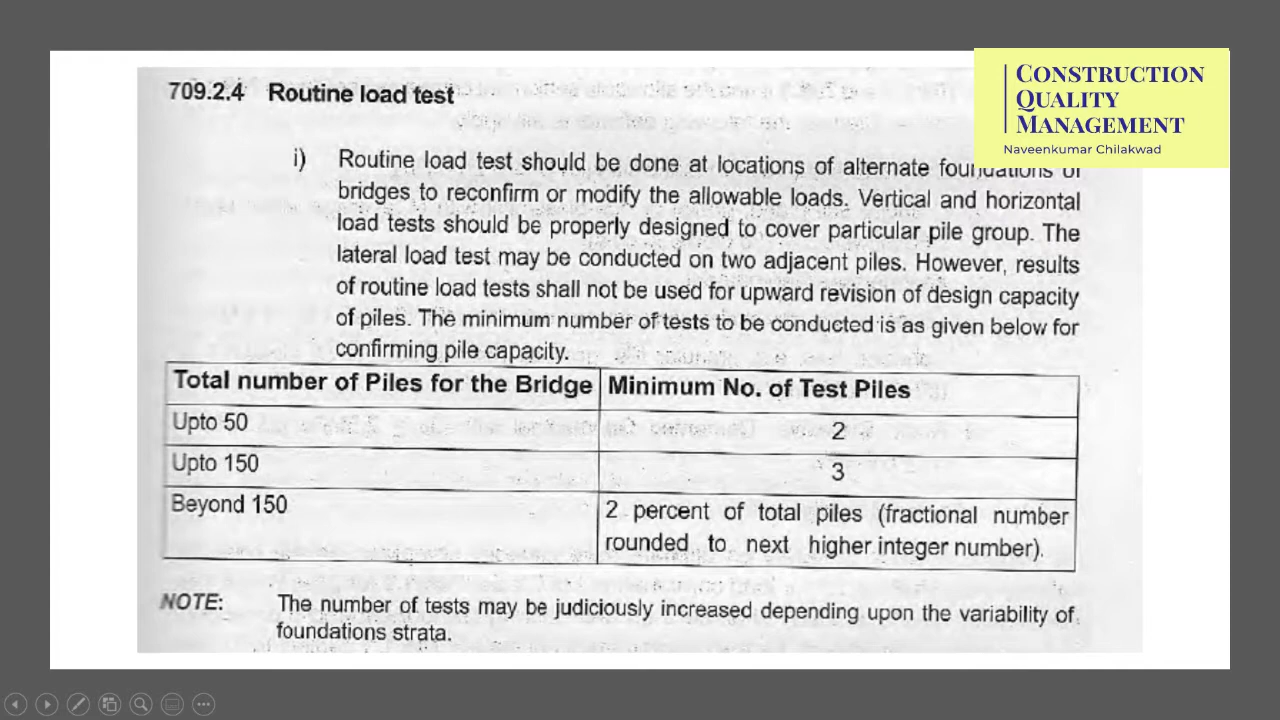 CONSTRUCTION
QUALITY
MANAGEMENT
Naveenkumar Chilakwad
709.2.4 Routine load test
i) Routine load test should be done at locations of alternate foundations of
bridges to reconfirm or modify the allowable loads. Vertical and horizontal
load tests should be properly designed to cover particular pile group. The
lateral load test may be conducted on two adjacent piles. However, results
of routine load tests shall not be used for upward revision of design capacity
of piles. The minimum number of tests to be conducted is as given below for
confirming pile capacity.
Total number of Piles for the Bridge Minimum No. of Test Piles
Upto 50 2
Upto 150 3
Beyond 150 2 percent of total piles (fractional number
rounded to next higher integer number).
NOTE: The number of tests may be judiciously increased depending upon the variability of
foundations strata.